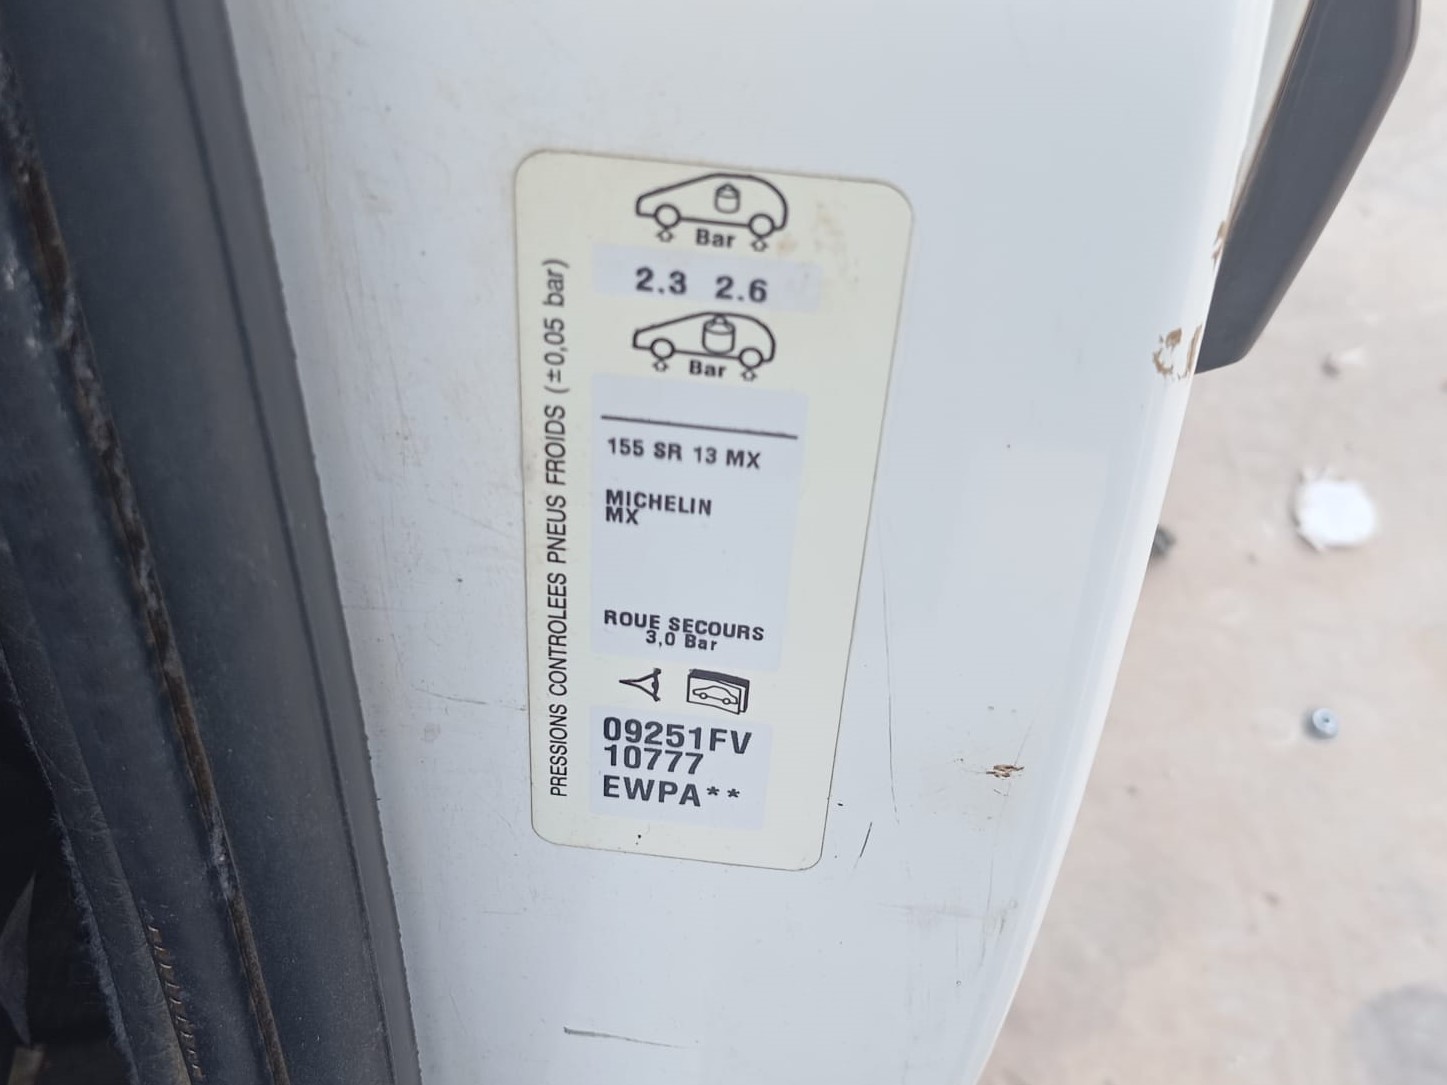 Bar
2.3 2.6
Bar
155 SR 13 MX
MICHELIN
MX
ROUE SECOURS
3,0 Bar
09251FV
10777
EWPA**
PRESSIONS CONTROLEES PNEUS FROIDS (±0,05 bar)